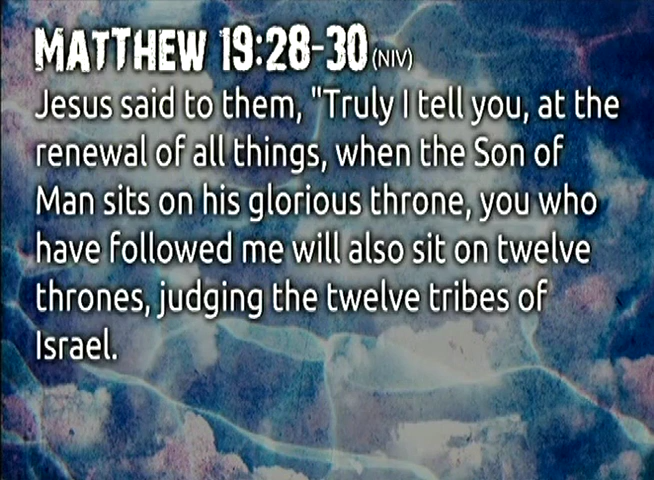 MATTHEW 19:28-30 (NIV)
Jesus said to them, "Truly I tell you, at the
renewal of all things, when the Son of
Man sits on his glorious throne, you who
have followed me will also sit on twelve
thrones, judging the twelve tribes of
Israel.